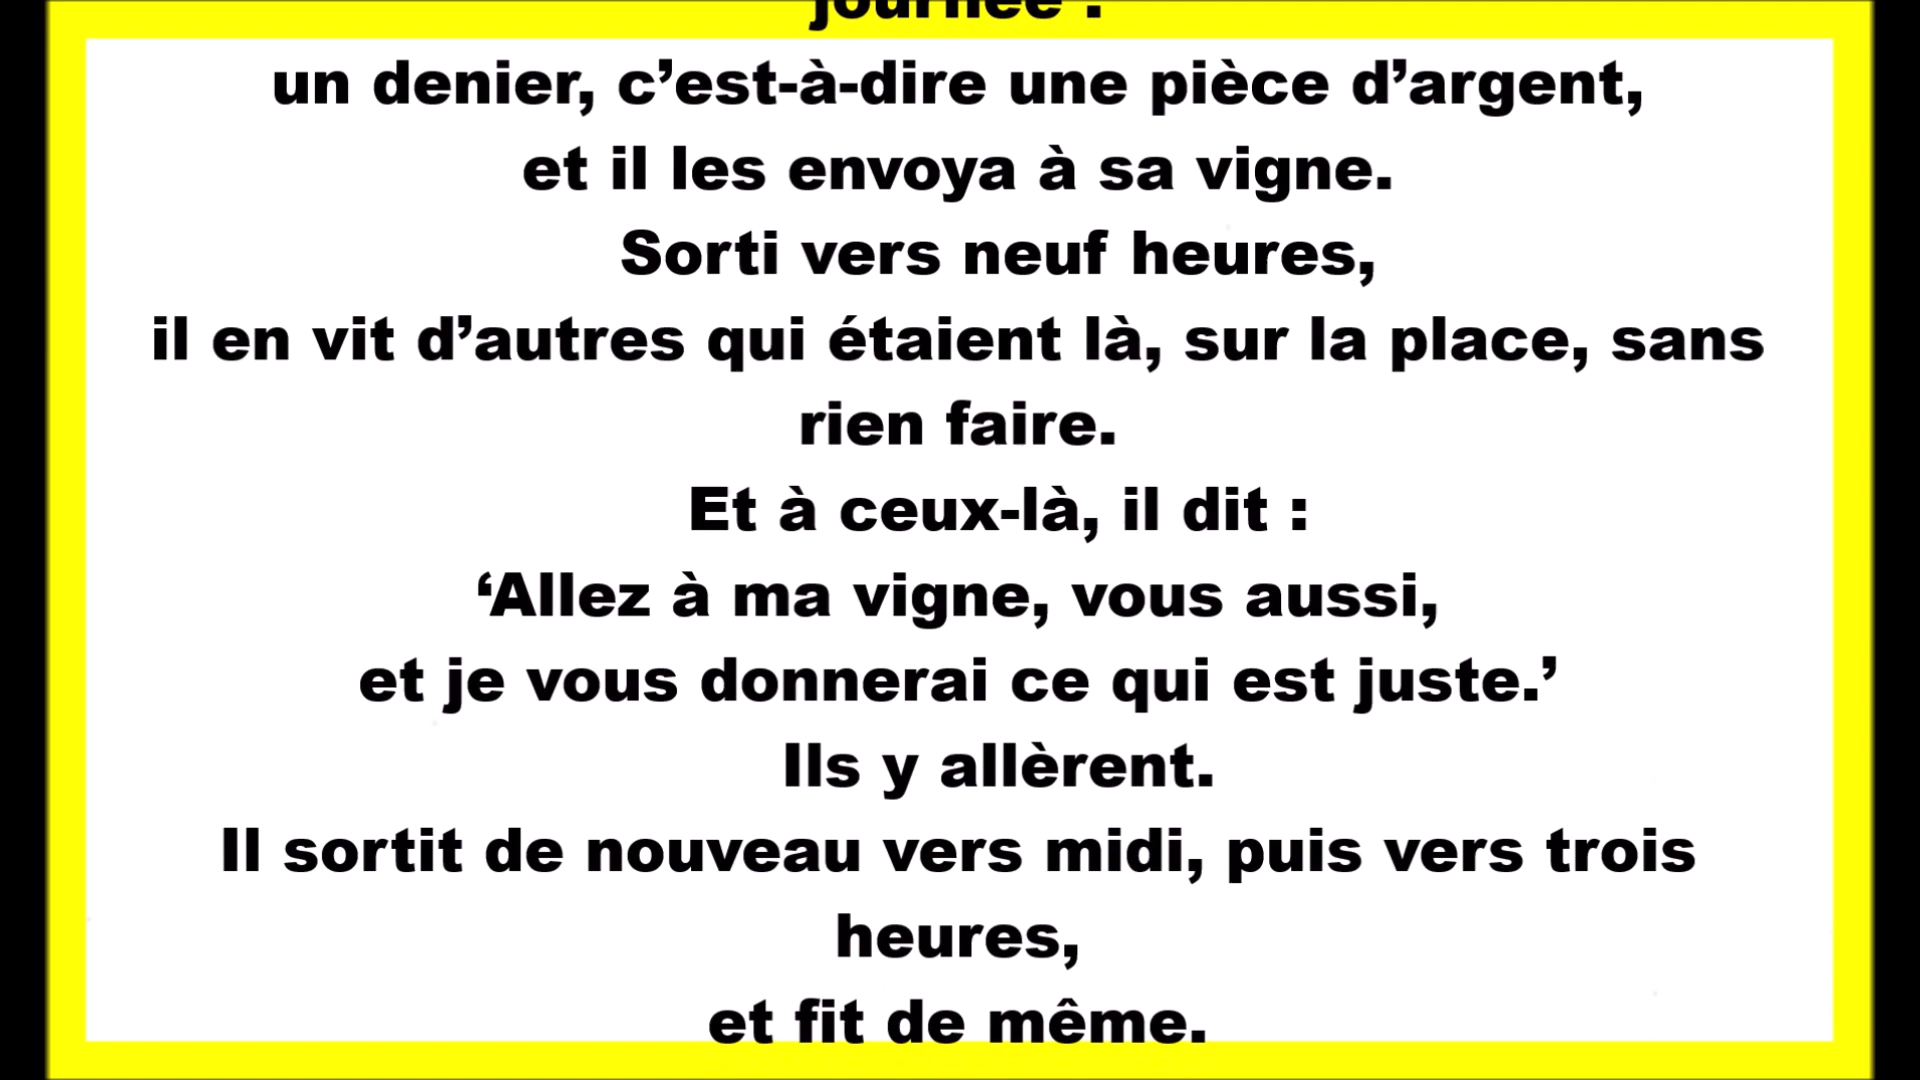 journée :
un denier, c’est-à-dire une pièce d’argent,
et il les envoya à sa vigne.
Sorti vers neuf heures,
il en vit d’autres qui étaient là, sur la place, sans
rien faire.
Et à ceux-là, il dit :
‘Allez à ma vigne, vous aussi,
et je vous donnerai ce qui est juste.’
Ils y allèrent.
Il sortit de nouveau vers midi, puis vers trois
heures,
et fit de même.